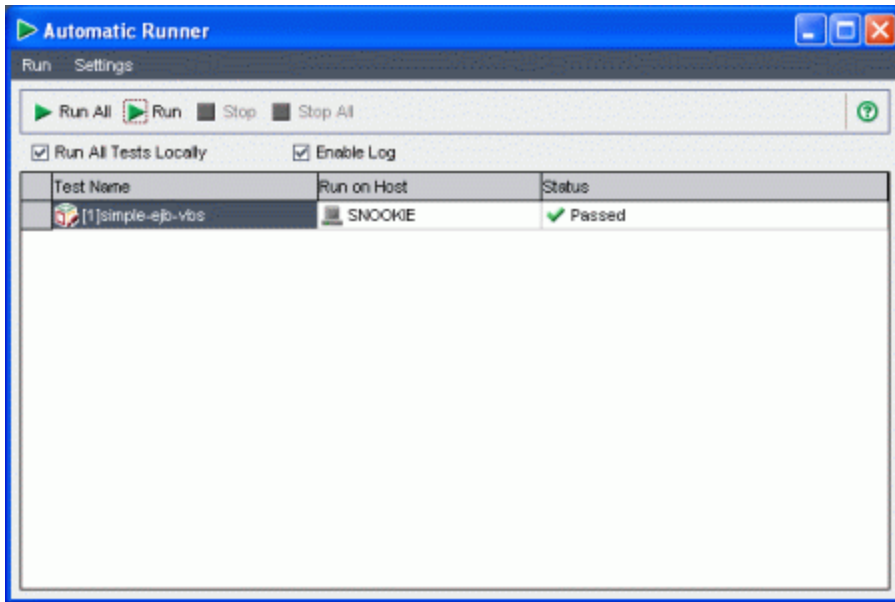 Automatic Runner
Run Settings
Run All Run Stop Stop All
Run All Tests Locally Enable Log
Test Name Run on Host Status
[1]simple-ejb-vbs SNOOKIE Passed